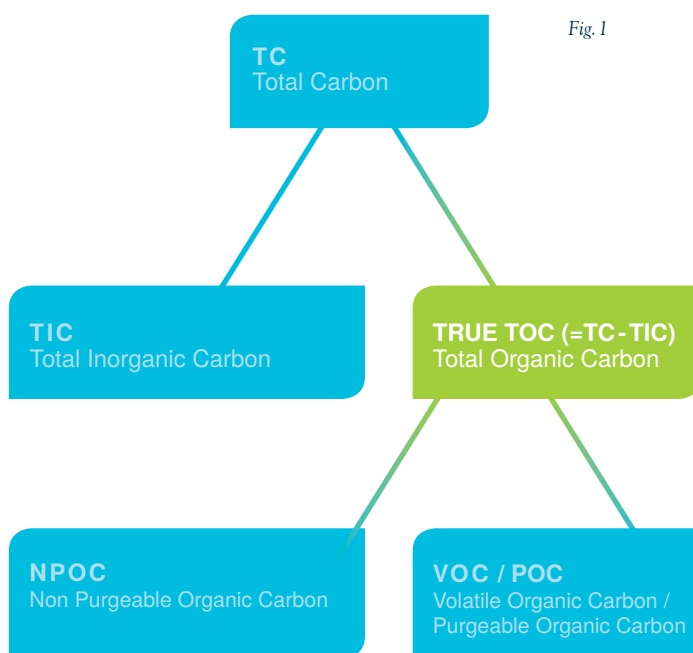 Fig. 1
TC
Total Carbon
TIC
Total Inorganic Carbon
TRUE TOC (=TC-TIC)
Total Organic Carbon
NPOC
Non Purgeable Organic Carbon
VOC / POC
Volatile Organic Carbon /
Purgeable Organic Carbon